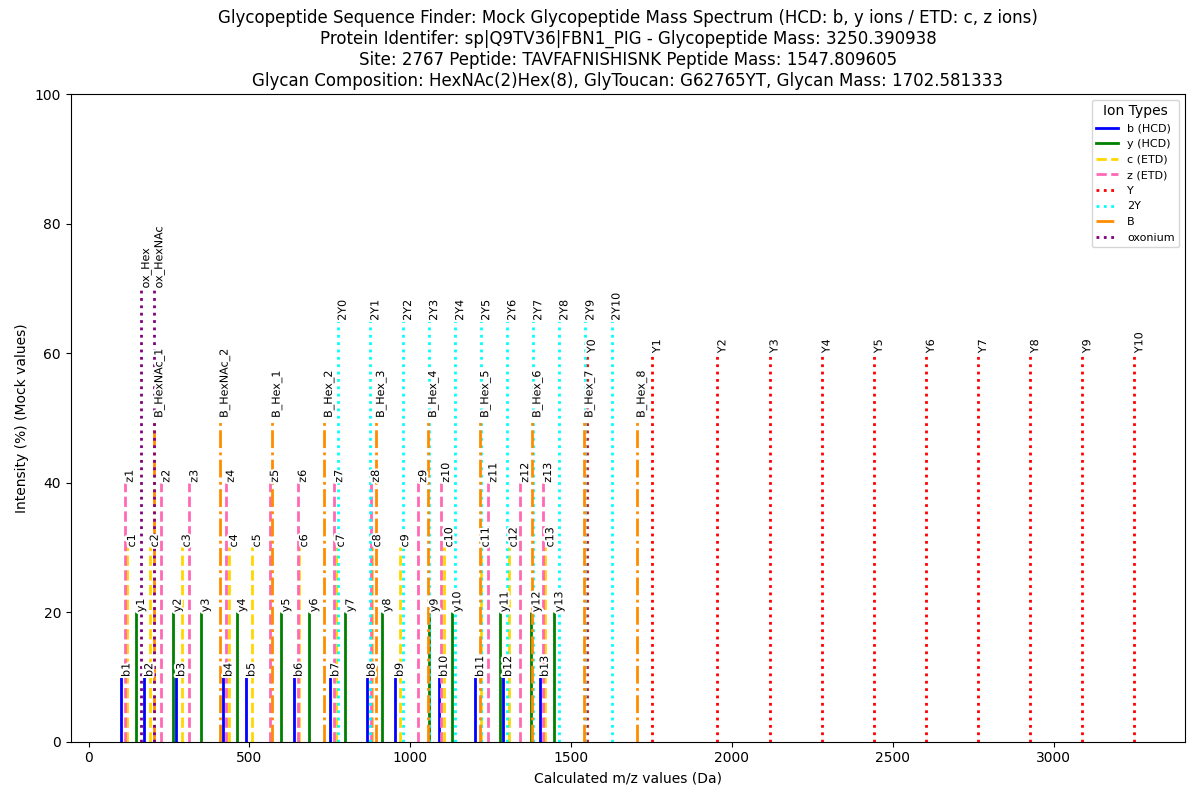 Glycopeptide Sequence Finder: Mock Glycopeptide Mass Spectrum (HCD: b, y ions / ETD: c, z ions)
Protein Identifer: sp|Q9TV36|FBN1_PIG - Glycopeptide Mass: 3250.390938
Site: 2767 Peptide: TAVFAFNISHISNK Peptide Mass: 1547.809605
Glycan Composition: HexNAc(2)Hex(8), GlyToucan: G62765YT, Glycan Mass: 1702.581333
Intensity (%) (Mock values)
100
80
60
40
20
0
Ion Types
b (HCD)
y (HCD)
c (ETD)
z (ETD)
Y
2Y
B
oxonium
ox_Hex
ox_HexNAc
2Y0
2Y1
2Y2
2Y3
2Y4
2Y5
2Y6
2Y7
2Y8
2Y9
2Y10
Y0
Y1
Y2
Y3
Y4
Y5
Y6
Y7
Y8
Y9
Y10
B_HexNAc_1
B_HexNAc_2
B_Hex_1
B_Hex_2
B_Hex_3
B_Hex_4
B_Hex_5
B_Hex_6
B_Hex_7
B_Hex_8
z1
z2
z3
z4
z5
z6
z7
z8
z9
z10
z11
z12
z13
c1
c2
c3
c4
c5
c6
c7
c8
c9
c10
c11
c12
c13
y1
y2
y3
y4
y5
y6
y7
y8
y9
y10
y11
y12
y13
b1
b2
b3
b4
b5
b6
b7
b8
b9
b10
b11
b12
b13
0
500
1000
1500
2000
2500
3000
Calculated m/z values (Da)